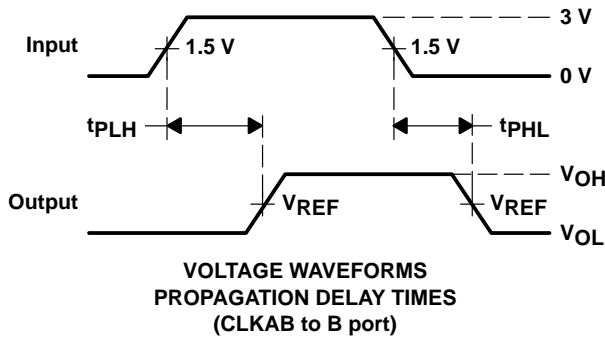 3 V
Input
1.5 V
1.5 V
0 V
tPLH
tPHL
VOH
Output
VREF
VREF
VOL
VOLTAGE WAVEFORMS
PROPAGATION DELAY TIMES
(CLKAB to B port)